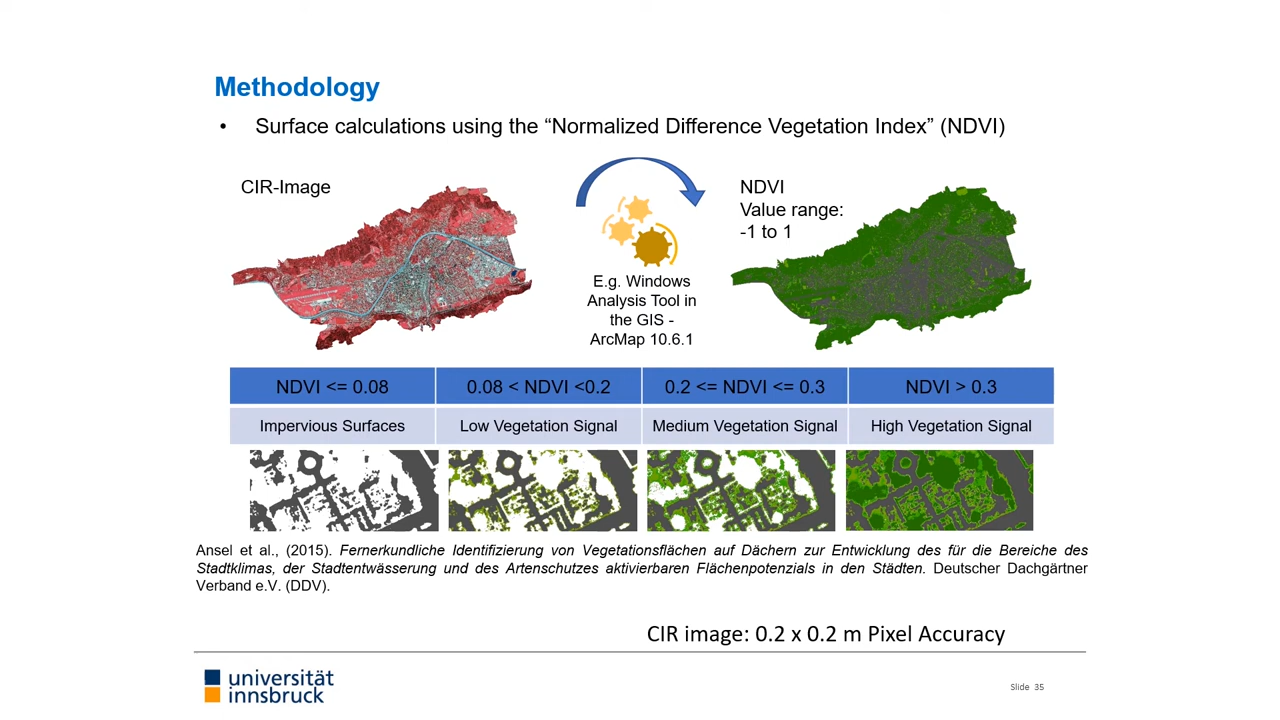 Methodology
• Surface calculations using the “Normalized Difference Vegetation Index” (NDVI)
CIR-Image
NDVI
Value range:
-1 to 1
E.g. Windows
Analysis Tool in
the GIS -
ArcMap 10.6.1
NDVI <= 0.08
0.08 < NDVI <0.2
0.2 <= NDVI <= 0.3
NDVI > 0.3
Impervious Surfaces
Low Vegetation Signal
Medium Vegetation Signal
High Vegetation Signal
Ansel et al., (2015). Fernerkundliche Identifizierung von Vegetationsflächen auf Dächern zur Entwicklung des für die Bereiche des
Stadtklimas, der Stadtentwässerung und des Artenschutzes aktivierbaren Flächenpotenzials in den Städten. Deutscher Dachgärtner
Verband e.V. (DDV).
CIR image: 0.2 x 0.2 m Pixel Accuracy
universität
innsbruck
Slide 35